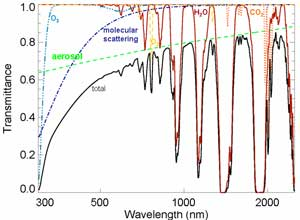 1.0
0.8
0.6
0.4
0.2
0.0
Transmittance
O₃
molecular
scattering
aerosol
total
H₂O
CO₂
300
500
1000
2000
Wavelength (nm)